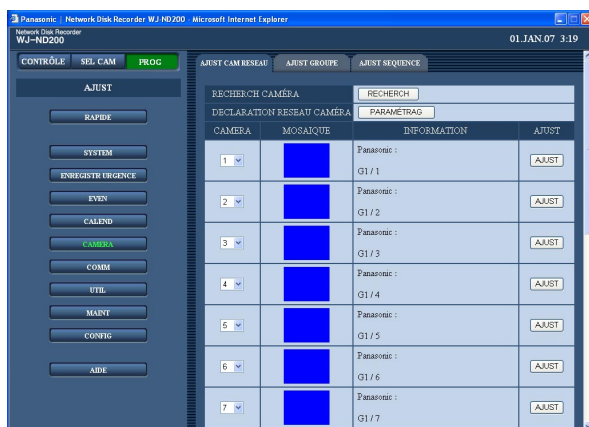 Panasonic | Network Disk Recorder WJ-ND200 - Microsoft Internet Explorer
Network Disk Recorder
WJ-ND200
01.JAN.07 3:19
CONTRÔLE SEL CAM PROG
AJUST CAM RESEAU AJUST GROUPE AJUST SEQUENCE
AJUST
RAPIDE
SYSTEM
ENREGISTR URGENCE
EVEN
CALEND
CAMERA
COMM
UTIL
MAINT
CONFIG
AIDE
RECHERCH CAMÉRA RECHERCH
DECLARATION RESEAU CAMÉRA PARAMÉTRAG
CAMERA MOSAIQUE INFORMATION AJUST
Panasonic :
1 AJUST
G1 / 1
Panasonic :
2 AJUST
G1 / 2
Panasonic :
3 AJUST
G1 / 3
Panasonic :
4 AJUST
G1 / 4
Panasonic :
5 AJUST
G1 / 5
Panasonic :
6 AJUST
G1 / 6
Panasonic :
7 AJUST
G1 / 7